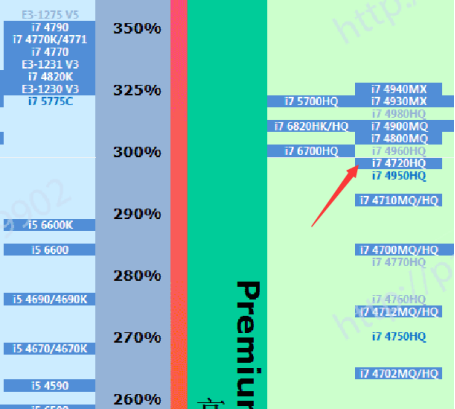 E3-1275 V5
i7 4790
i7 4770K/4771
i7 4770
E3-1231 V3
i7 4820K
E3-1230 V3
i7 5775C
i5 6600K
i5 6600
i5 4690/4690K
i5 4670/4670K
i5 4590
350%
325%
300%
290%
280%
270%
260%
Premium
i7 5700HQ
i7 6820HK/HQ
i7 6700HQ
i7 4940MX
i7 4930MX
i7 4980HQ
i7 4900MQ
i7 4800MQ
i7 4960HQ
i7 4720HQ
i7 4950HQ
i7 4710MQ/HQ
i7 4700MQ/HQ
i7 4770HQ
i7 4760HQ
i7 4712MQ/HQ
i7 4750HQ
i7 4702MQ/HQ
http:/
9902
http://p